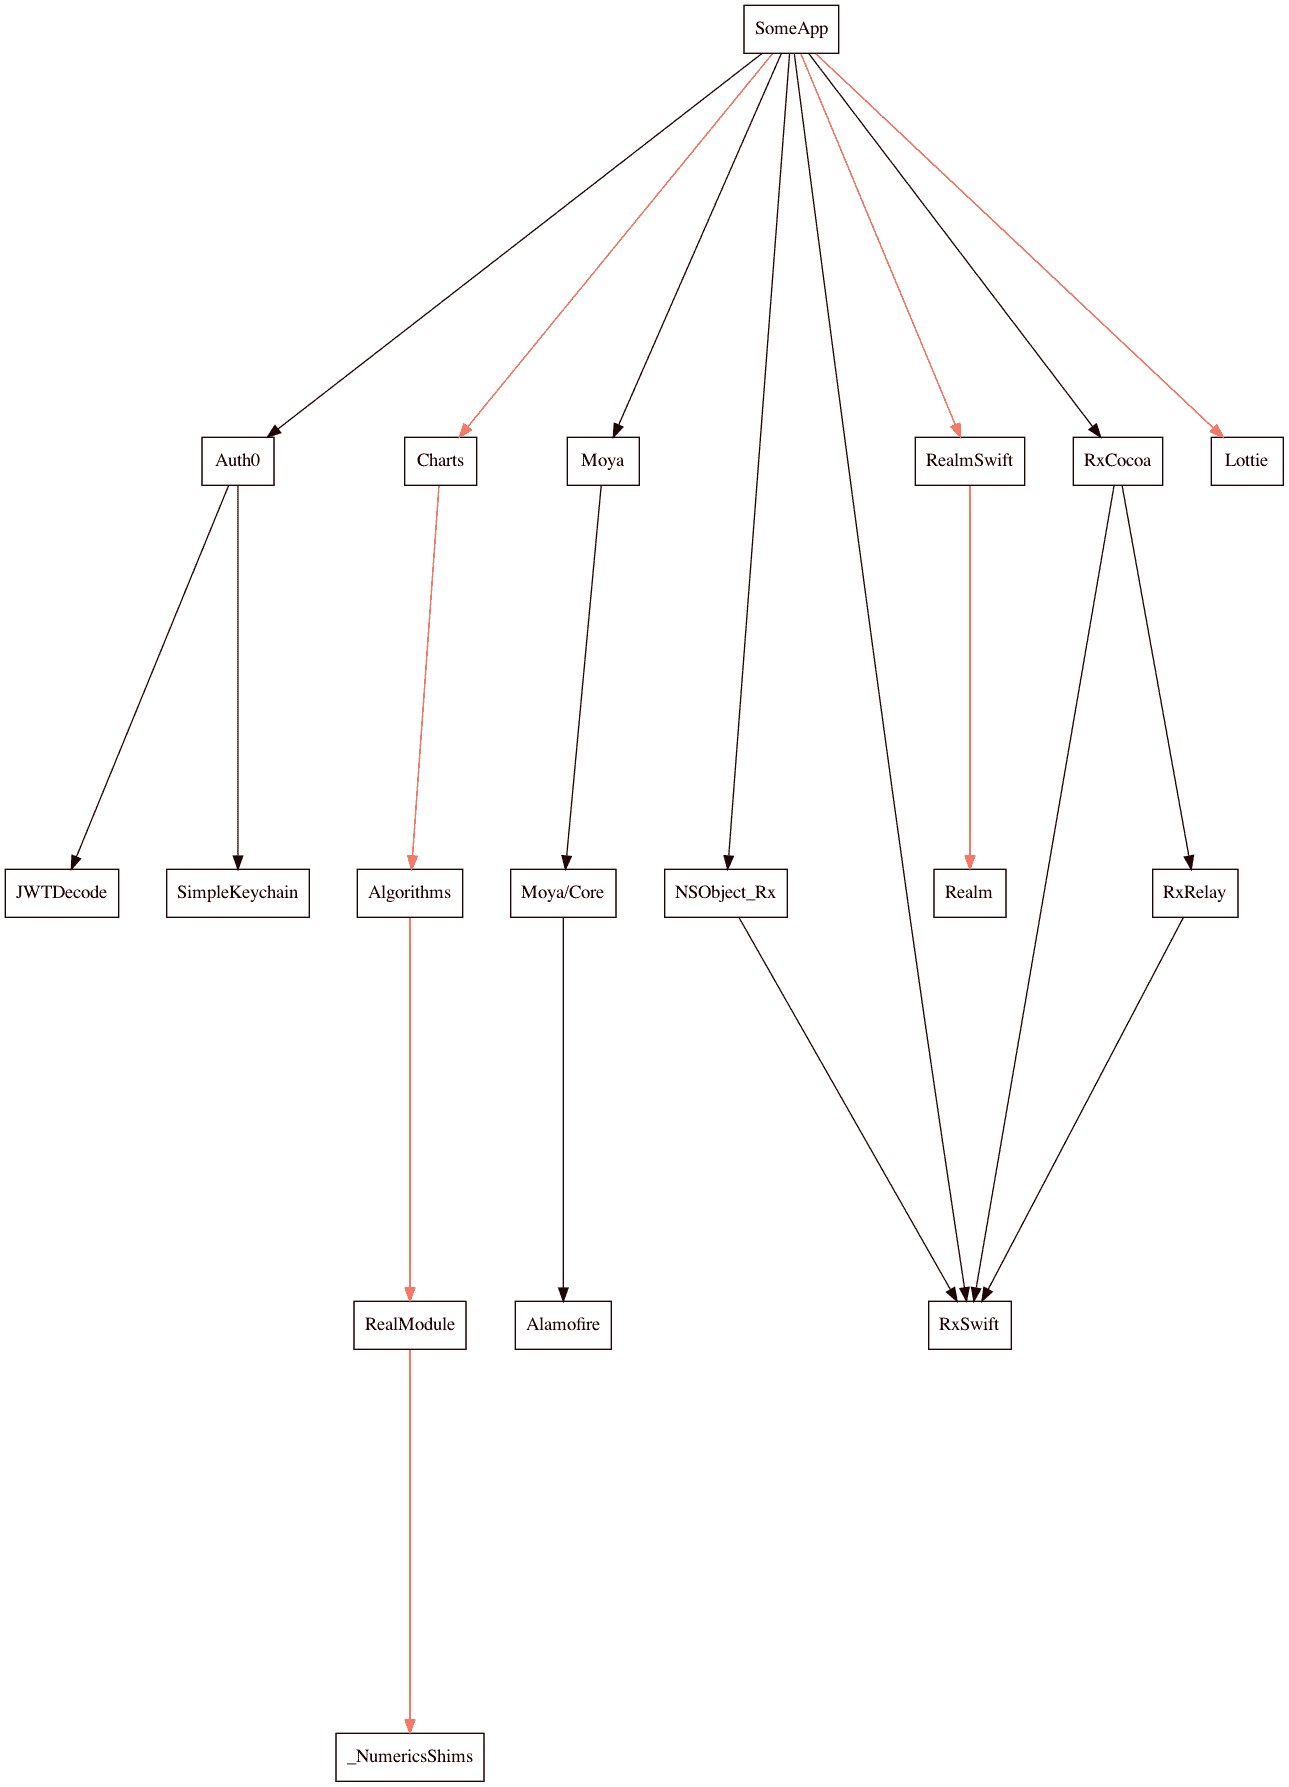 SomeApp
Auth0
Charts
Moya
RealmSwift
RxCocoa
Lottie
JWTDecode
SimpleKeychain
Algorithms
Moya/Core
NSObject_Rx
Realm
RxRelay
RealModule
Alamofire
RxSwift
_NumericsShims